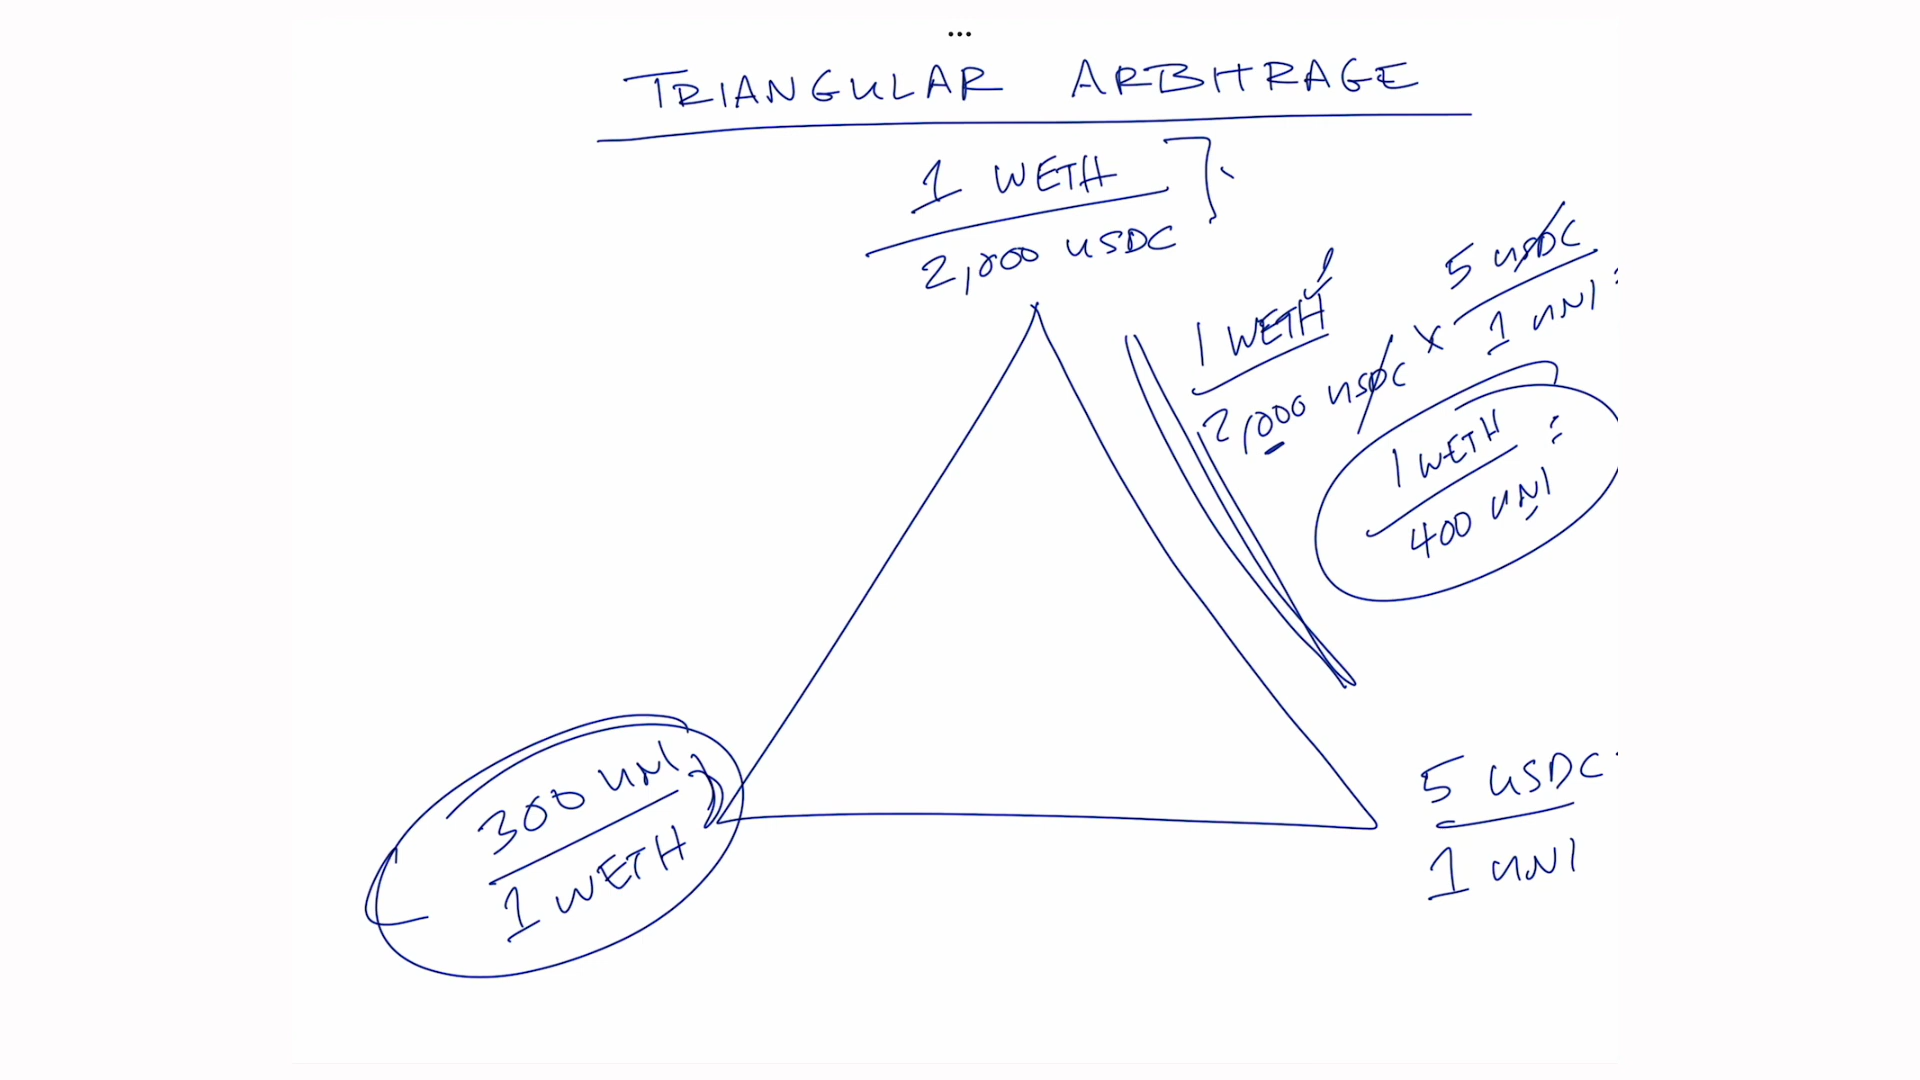 ...
TRIANGULAR ARBITRAGE
1 WETH
2,000 USDC
1 WETH
2,000 USDC
x
5 USDC
1 UNI
=
1 WETH
400 UNI
300 UNI
1 WETH
5 USDC
1 UNI